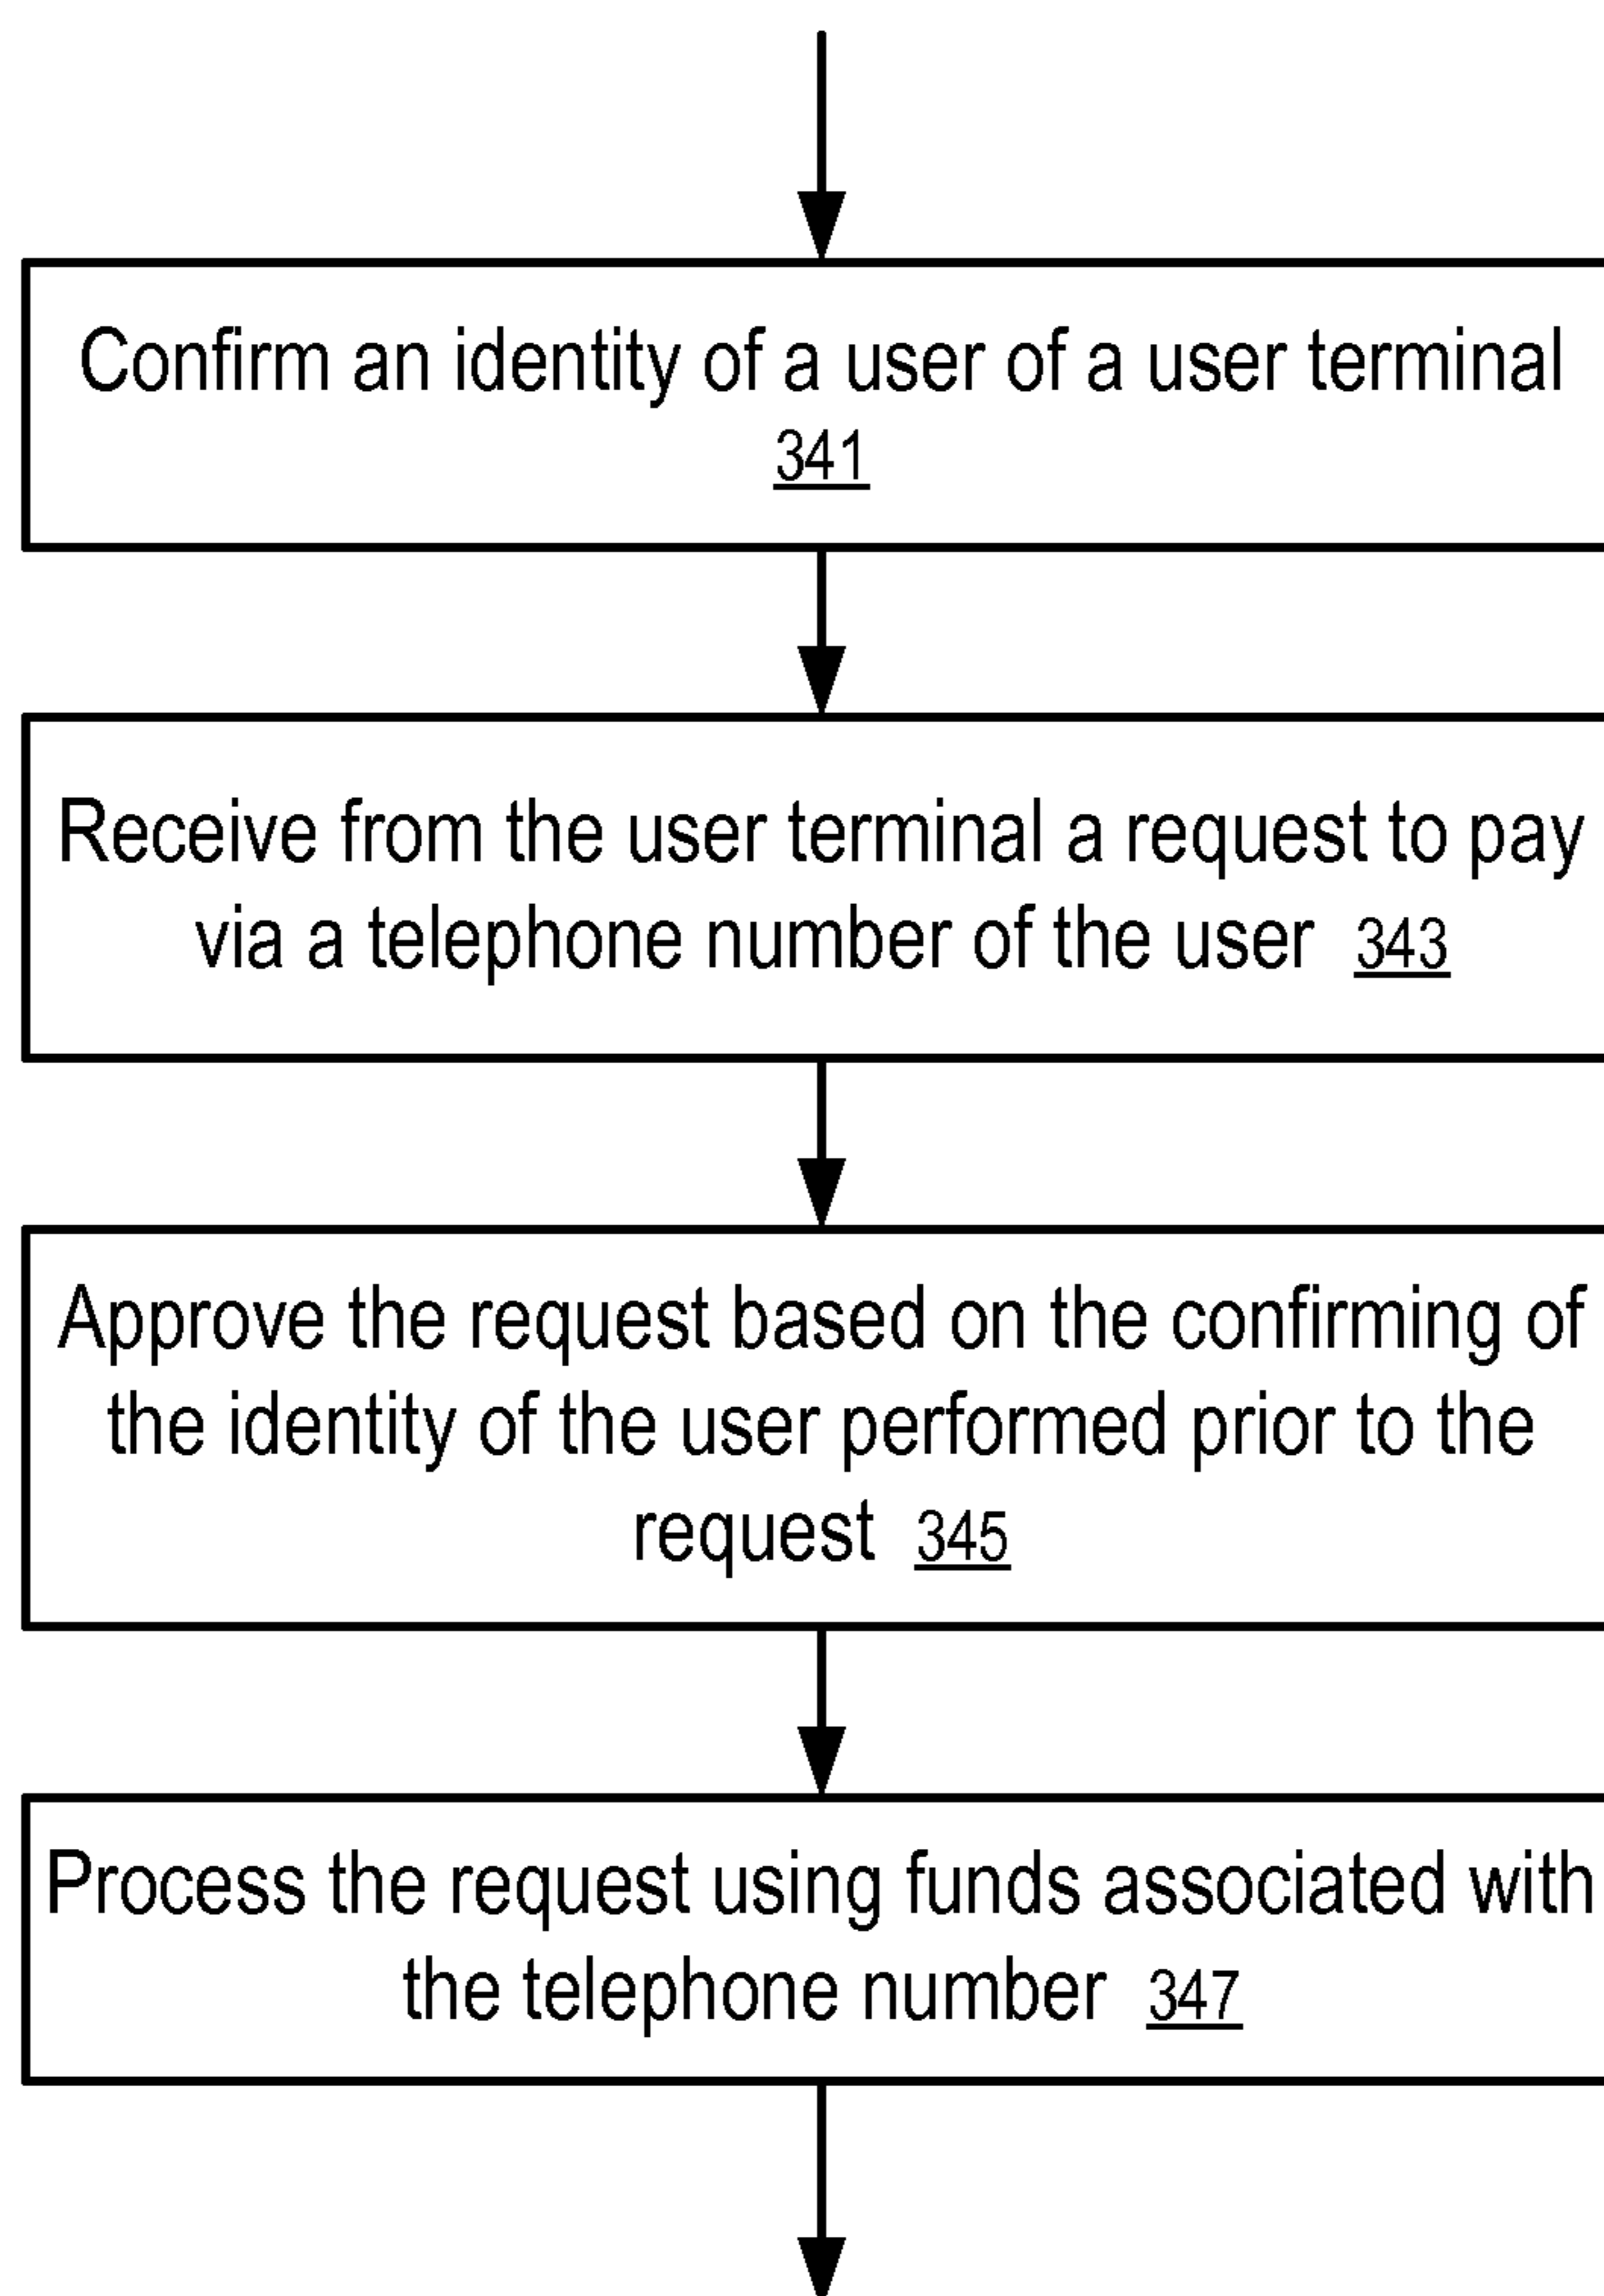 Confirm an identity of a user of a user terminal
341
Receive from the user terminal a request to pay
via a telephone number of the user 343
Approve the request based on the confirming of
the identity of the user performed prior to the
request 345
Process the request using funds associated with
the telephone number 347